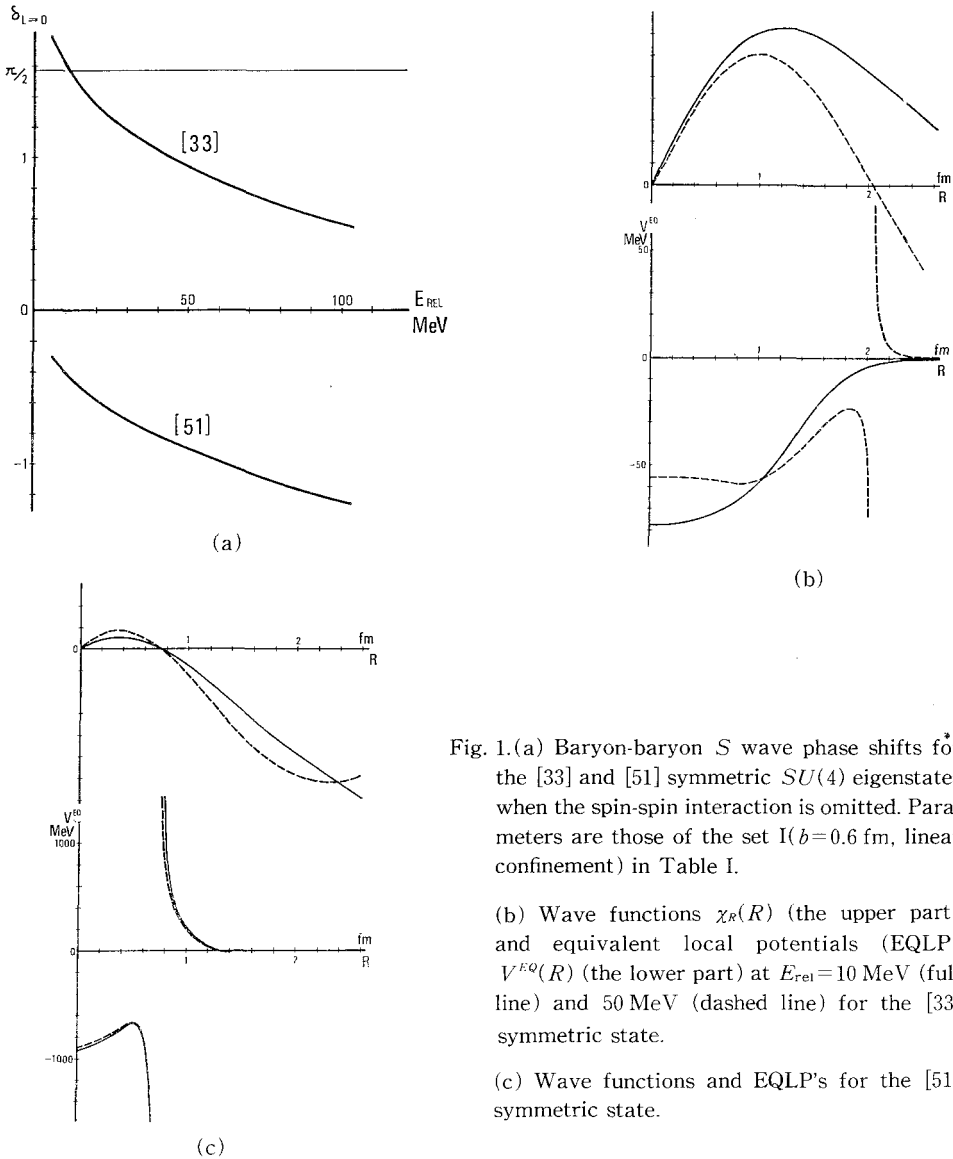 δL=0
π/2
[33]
1
0
50
100
E REL
MeV
[51]
-1
(a)
0
1
2
fm
R
V EQ
MeV
50
0
1
2
fm
R
-50
(b)
0
1
2
fm
R
V EQ
MeV
1000
0
1
2
fm
R
-1000
(c)
Fig. 1.(a) Baryon-baryon S wave phase shifts fo
the [33] and [51] symmetric SU(4) eigenstate
when the spin-spin interaction is omitted. Para
meters are those of the set I(b=0.6 fm, linea
confinement) in Table I.
(b) Wave functions χR(R) (the upper part
and equivalent local potentials (EQLP
V^EQ(R) (the lower part) at Erel=10 MeV (ful
line) and 50 MeV (dashed line) for the [33
symmetric state.
(c) Wave functions and EQLP's for the [51
symmetric state.